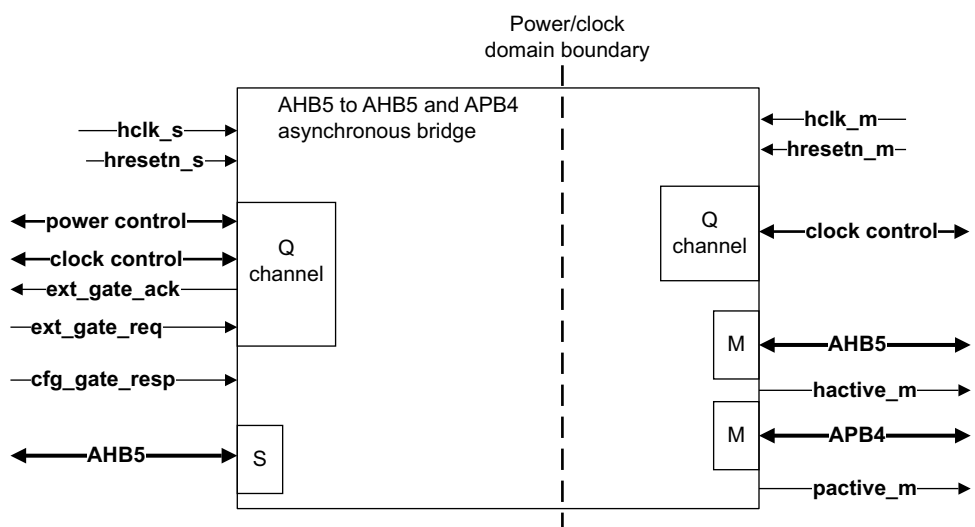 Power/clock
domain boundary
AHB5 to AHB5 and APB4
asynchronous bridge
hclk_s
hresetn_s
power control
clock control
ext_gate_ack
ext_gate_req
cfg_gate_resp
AHB5
Q
channel
S
hclk_m
hresetn_m
Q
channel
clock control
M
AHB5
hactive_m
M
APB4
pactive_m